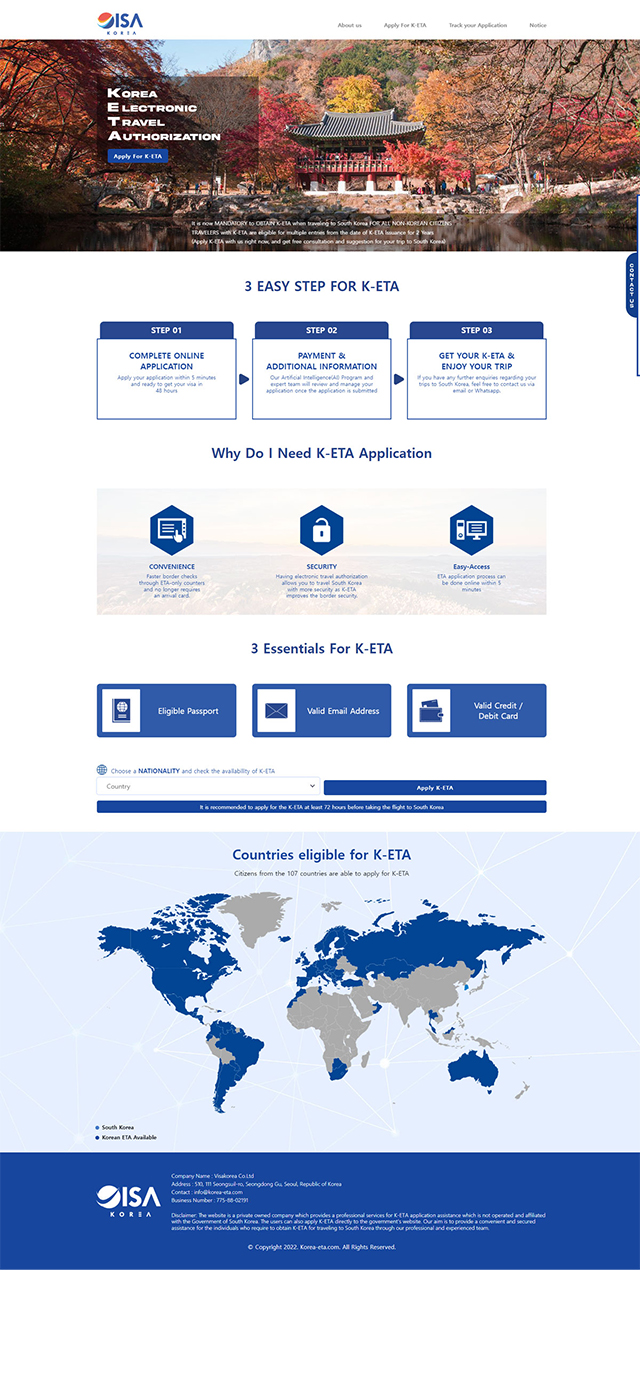 VISA
KOREA
About us
Apply For K-ETA
Track your Application
Notice
KOREA
ELECTRONIC
TRAVEL
AUTHORIZATION
Apply For K-ETA
It is now MANDATORY to OBTAIN K-ETA when traveling to South Korea FOR ALL NON-KOREAN CITIZENS
TRAVELERS with K-ETA are eligible for multiple entries from the date of K-ETA Issuance for 2 Years
(Apply K-ETA with us right now, and get free consultation and suggestion for your trip to South Korea)
CONTACT US
3 EASY STEP FOR K-ETA
STEP 01
COMPLETE ONLINE
APPLICATION
Apply your application within 5 minutes
and ready to get your visa in
48 hours
STEP 02
PAYMENT &
ADDITIONAL INFORMATION
Our Artificial Intelligence(AI) Program and
expert team will review and manage your
application once the application is submitted
STEP 03
GET YOUR K-ETA &
ENJOY YOUR TRIP
If you have any further enquiries regarding your
trips to South Korea, feel free to contact us via
email or Whatsapp.
Why Do I Need K-ETA Application
CONVENIENCE
Faster border checks
through ETA-only counters
and no longer requires
an arrival card.
SECURITY
Having electronic travel authorization
allows you to travel South Korea
with more security as K-ETA
improves the border security.
Easy-Access
ETA application process can
be done online within 5
minutes
3 Essentials For K-ETA
Eligible Passport
Valid Email Address
Valid Credit /
Debit Card
Choose a NATIONALITY and check the availability of K-ETA
Country
Apply K-ETA
It is recommended to apply for the K-ETA at least 72 hours before taking the flight to South Korea
Countries eligible for K-ETA
Citizens from the 107 countries are able to apply for K-ETA
South Korea
Korean ETA Available
VISA
KOREA
Company Name : Visakorea Co.Ltd
Address : 510, 111 Seongsuil-ro, Seongdong Gu, Seoul, Republic of Korea
Contact : info@korea-eta.com
Business Number : 775-88-02191
Disclaimer: The website is a private owned company which provides a professional services for K-ETA application assistance which is not operated and affiliated
with the Government of South Korea. The users can also apply K-ETA directly to the government's website. Our aim is to provide a convenient and secured
assistance for the individuals who require to obtain K-ETA for traveling to South Korea through our professional and experienced team.
© Copyright 2022. Korea-eta.com. All Rights Reserved.